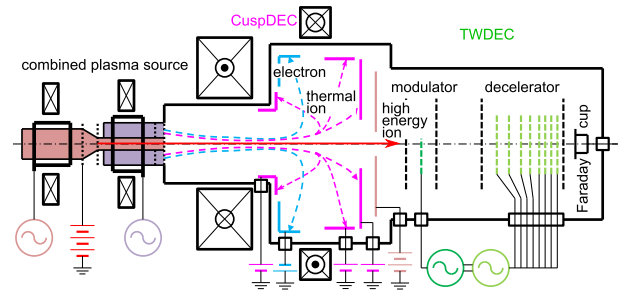 CuspDEC
TWDEC
combined plasma source
electron
thermal
ion
high
energy
ion
modulator
decelerator
Faraday cup